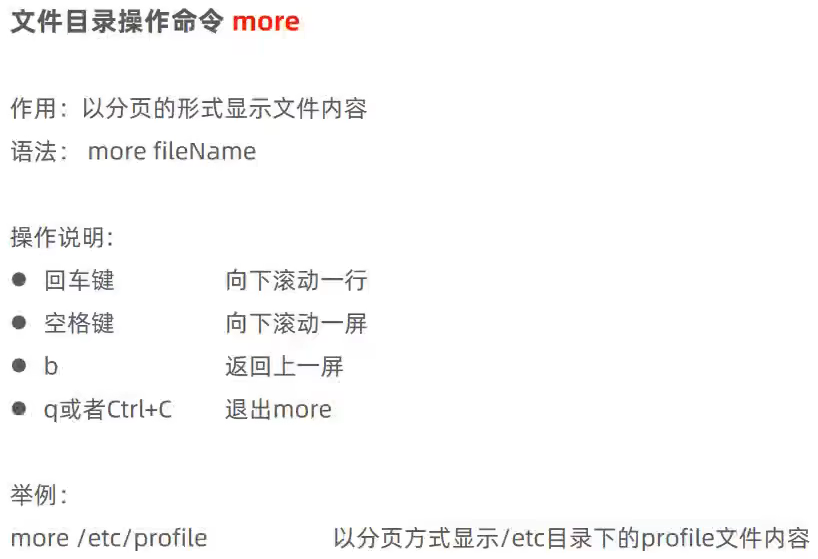 文件目录操作命令 more
作用：以分页的形式显示文件内容
语法： more fileName
操作说明：
● 回车键 向下滚动一行
● 空格键 向下滚动一屏
● b 返回上一屏
● q或者Ctrl+C 退出more
举例：
more /etc/profile 以分页方式显示/etc目录下的profile文件内容